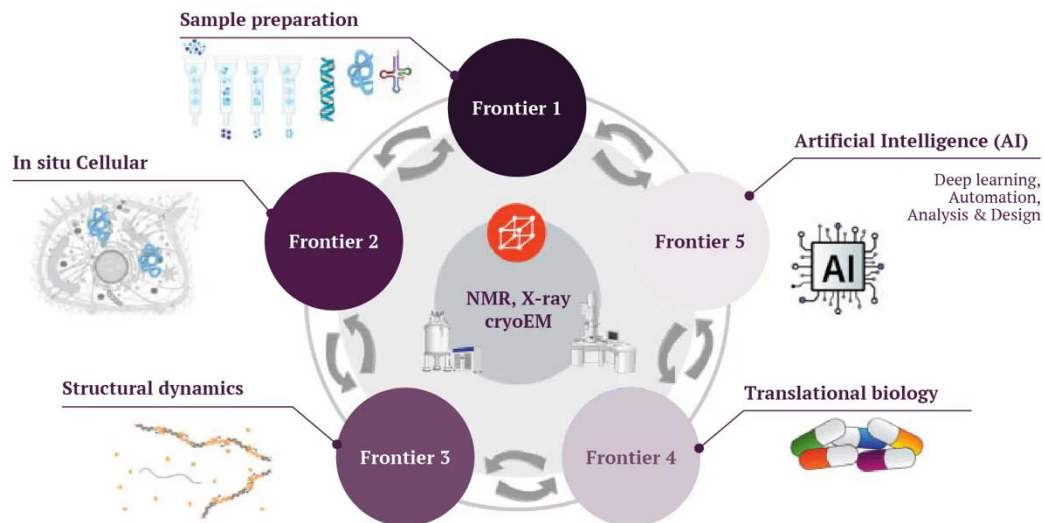 Sample preparation
Frontier 1
In situ Cellular
Frontier 2
Artificial Intelligence (AI)
Deep learning,
Automation,
Analysis & Design
Frontier 5
AI
NMR, X-ray
cryoEM
Structural dynamics
Frontier 3
Translational biology
Frontier 4